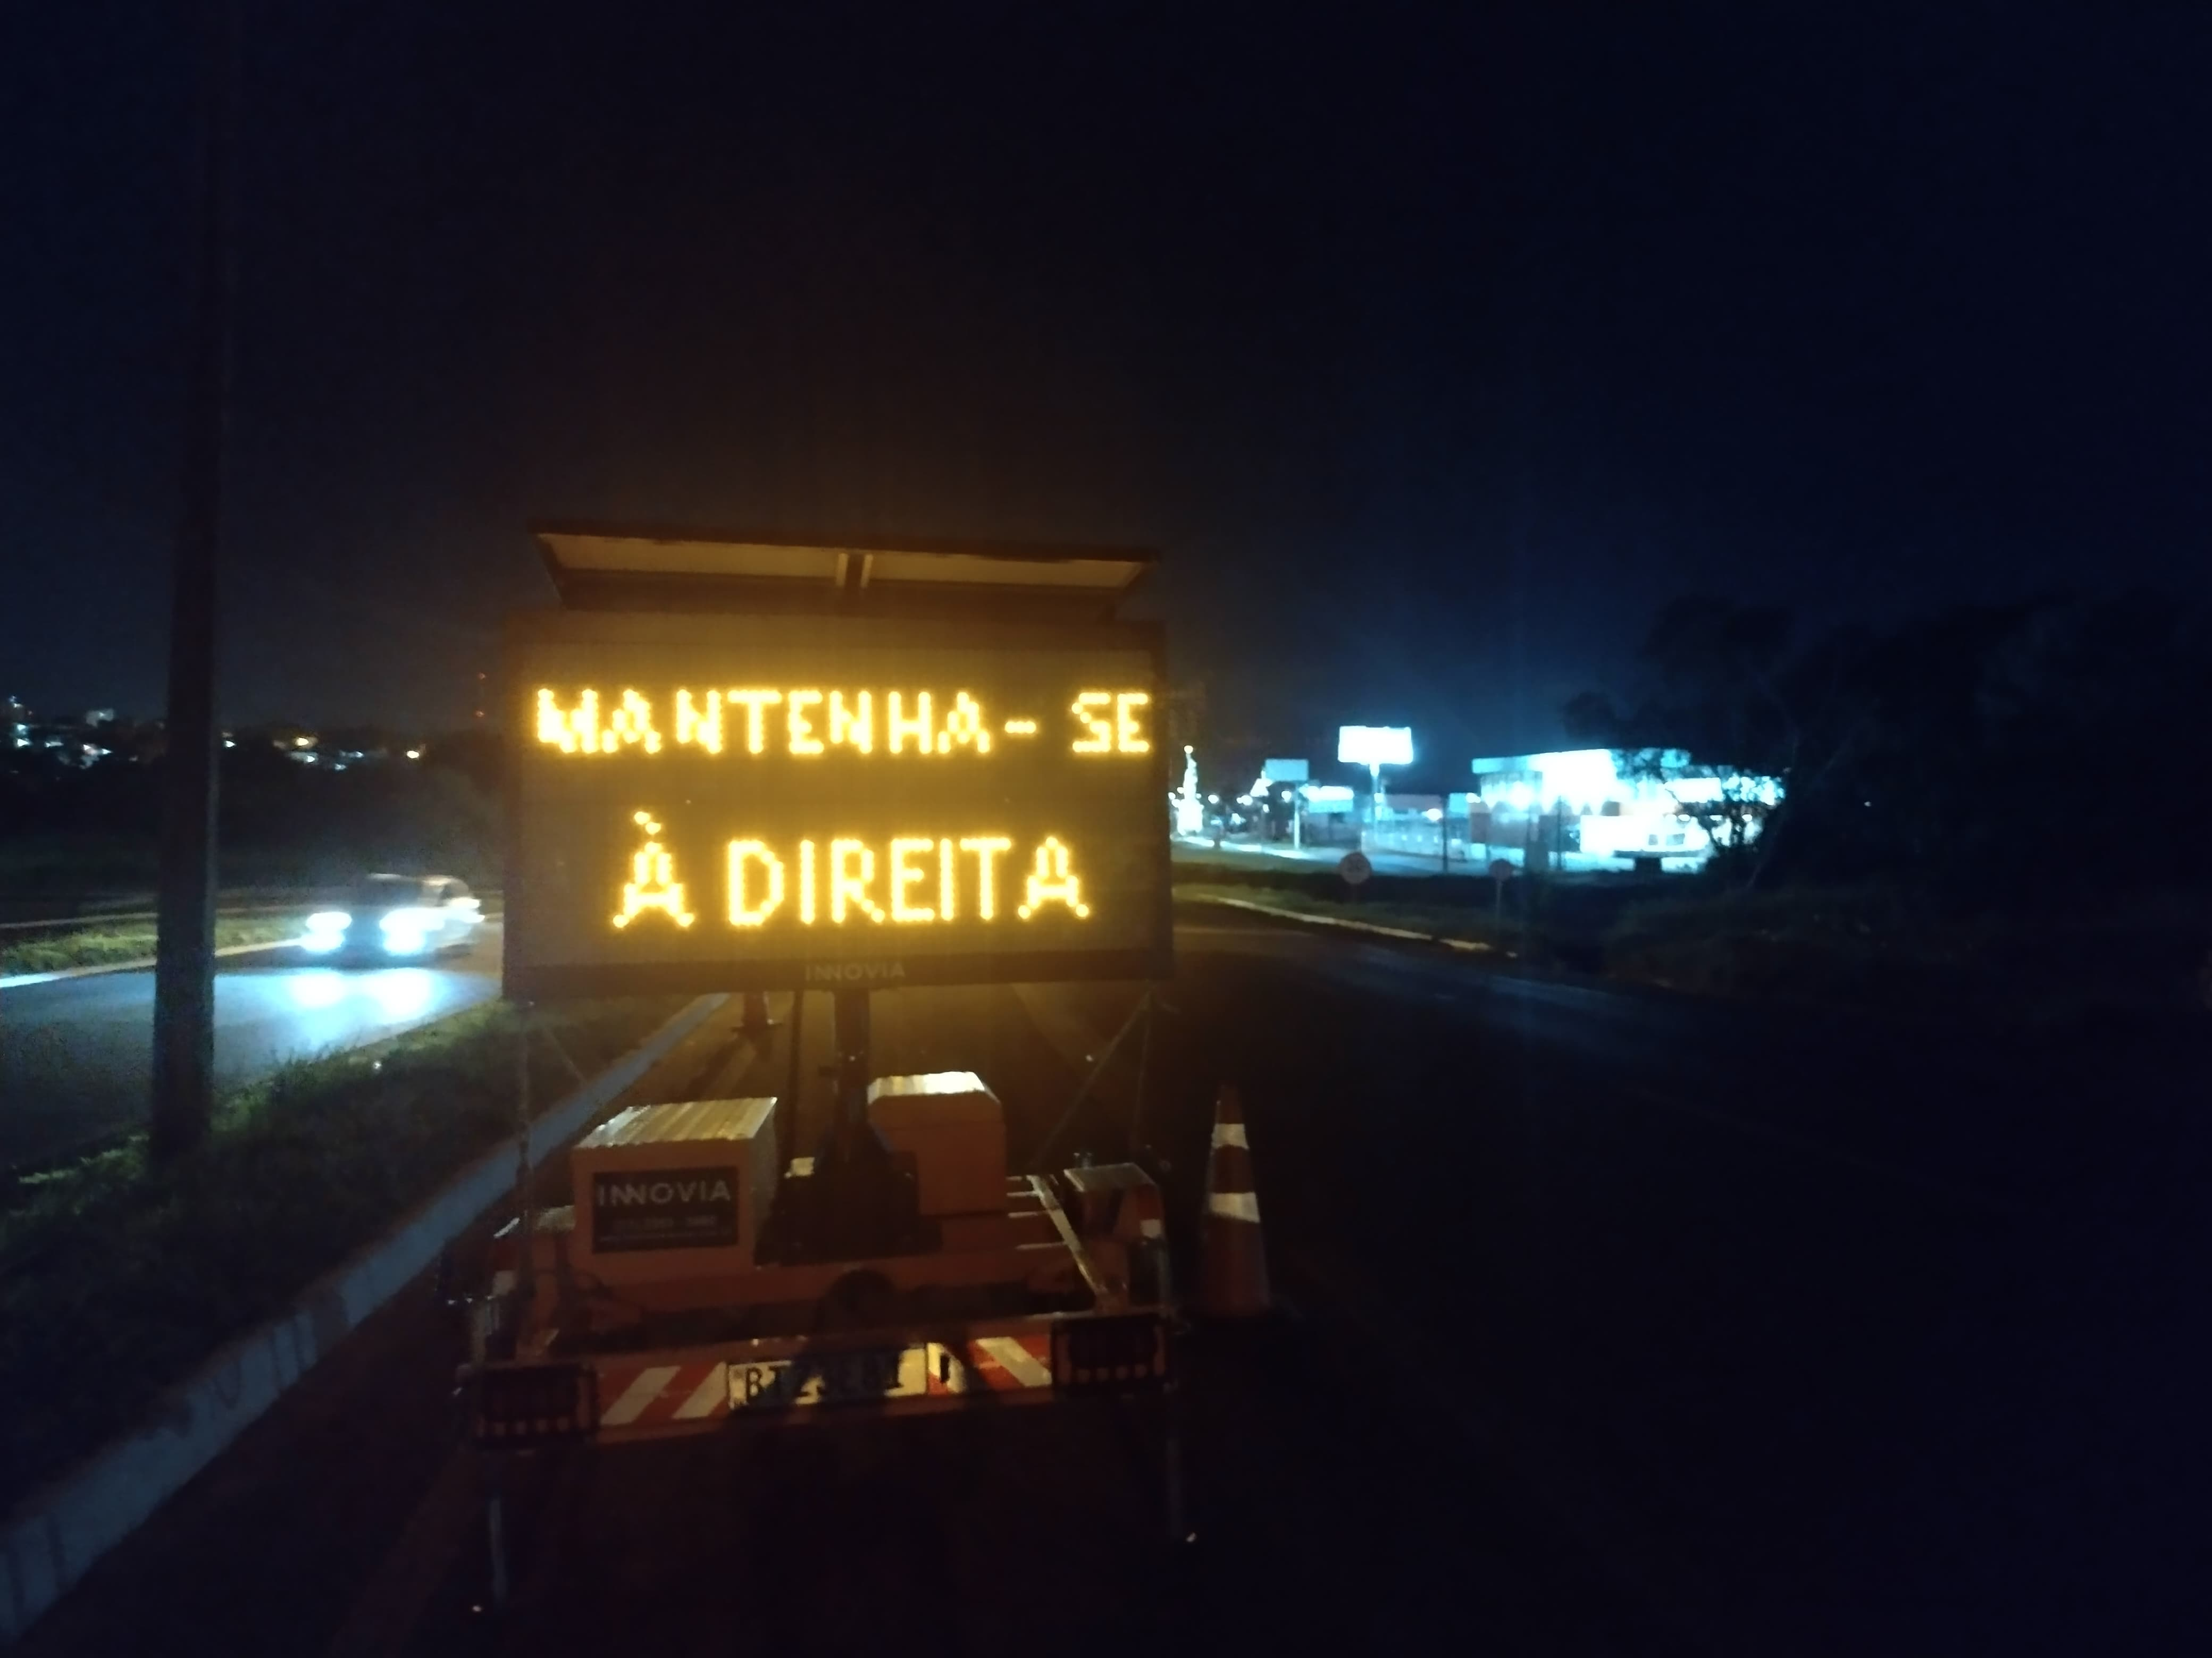 MANTENHA- SE
À DIREITA
INNOVIA
INNOVIA